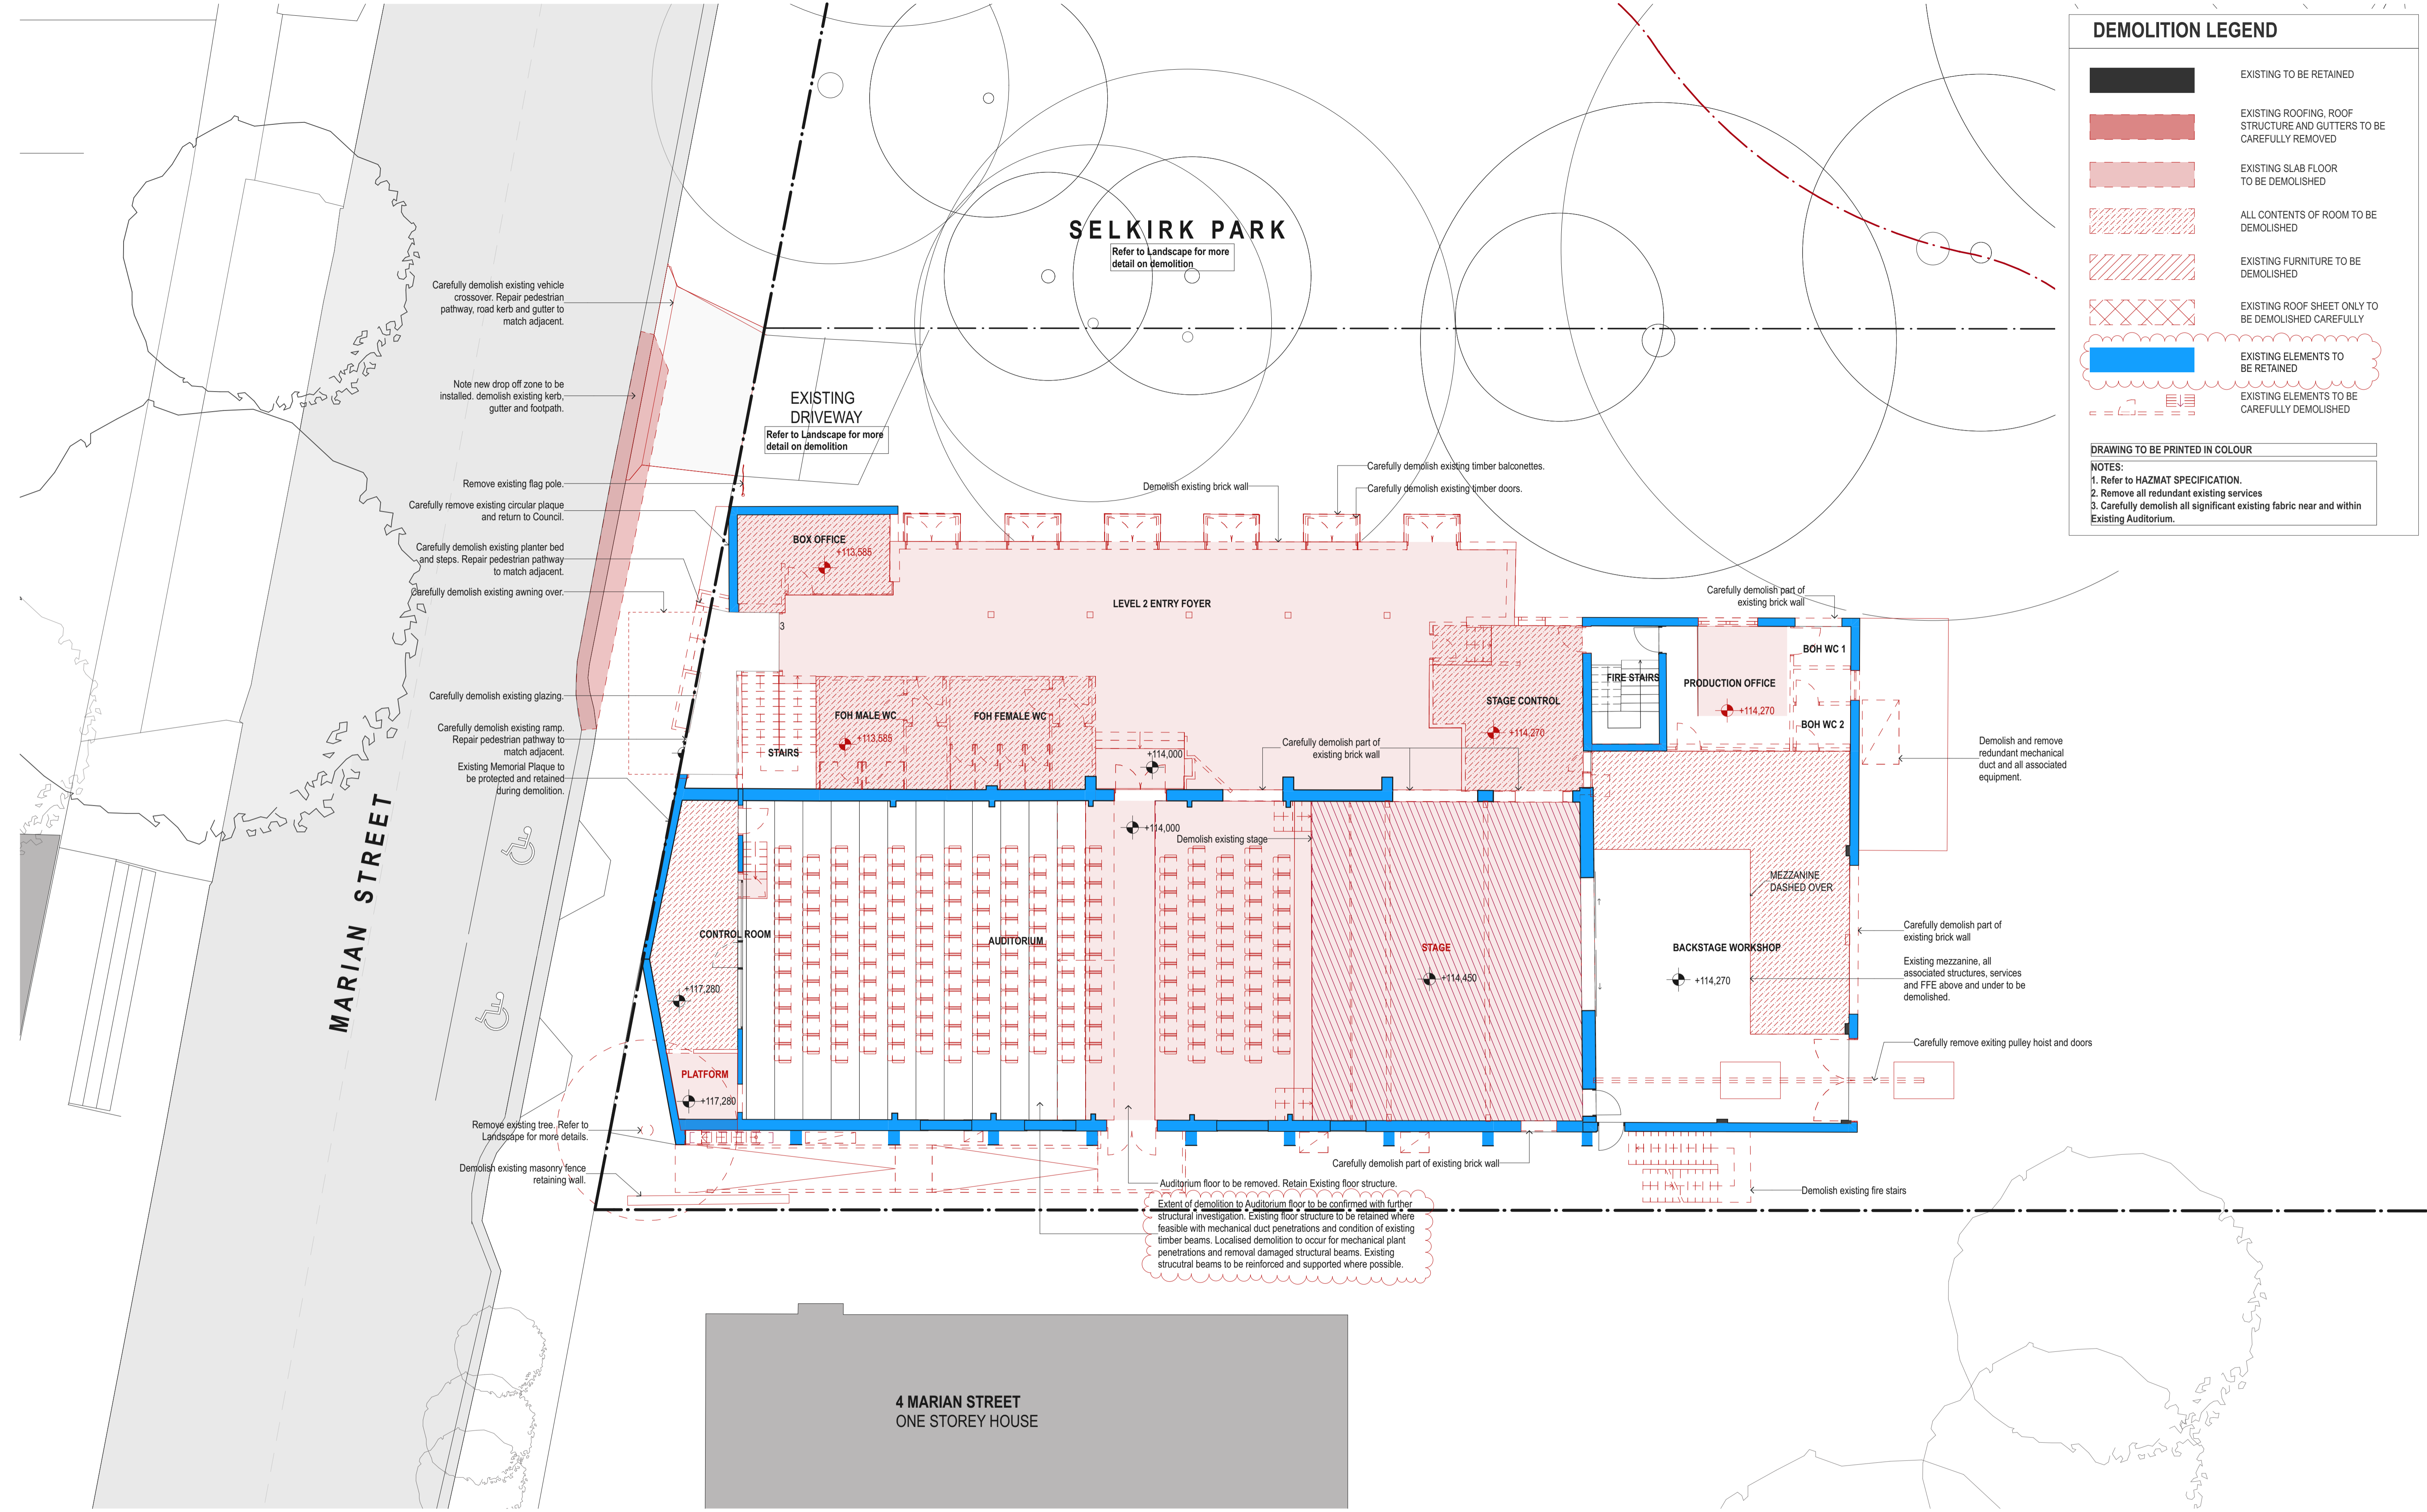 DEMOLITION LEGEND
EXISTING TO BE RETAINED
EXISTING ROOFING, ROOF
STRUCTURE AND GUTTERS TO BE
CAREFULLY REMOVED
EXISTING SLAB FLOOR
TO BE DEMOLISHED
ALL CONTENTS OF ROOM TO BE
DEMOLISHED
EXISTING FURNITURE TO BE
DEMOLISHED
EXISTING ROOF SHEET ONLY TO
BE DEMOLISHED CAREFULLY
EXISTING ELEMENTS TO
BE RETAINED
EXISTING ELEMENTS TO BE
CAREFULLY DEMOLISHED
DRAWING TO BE PRINTED IN COLOUR
NOTES:
1. Refer to HAZMAT SPECIFICATION.
2. Remove all redundant existing services
3. Carefully demolish all significant existing fabric near and within
Existing Auditorium.
SELKIRK PARK
Refer to Landscape for more
detail on demolition
Carefully demolish existing vehicle
crossover. Repair pedestrian
pathway, road kerb and gutter to
match adjacent.
Note new drop off zone to be
installed. demolish existing kerb,
gutter and footpath.
EXISTING
DRIVEWAY
Refer to Landscape for more
detail on demolition
Remove existing flag pole.
Carefully remove existing circular plaque
and return to Council.
Carefully demolish existing planter bed
and steps. Repair pedestrian pathway
to match adjacent.
Carefully demolish existing awning over.
Carefully demolish existing glazing.
Carefully demolish existing ramp.
Repair pedestrian pathway to
match adjacent.
Existing Memorial Plaque to
be protected and retained
during demolition.
Demolish existing brick wall
Carefully demolish existing timber balconettes.
Carefully demolish existing timber doors.
BOX OFFICE
+113,585
LEVEL 2 ENTRY FOYER
3
Carefully demolish part of
existing brick wall
BOH WC 1
FIRE STAIRS
PRODUCTION OFFICE
+114,270
BOH WC 2
STAGE CONTROL
+114,270
FOH MALE WC
+113,585
FOH FEMALE WC
STAIRS
+114,000
Carefully demolish part of
existing brick wall
Demolish and remove
redundant mechanical
duct and all associated
equipment.
MARIAN STREET
+114,000
Demolish existing stage
MEZZANINE
DASHED OVER
CONTROL ROOM
AUDITORIUM
STAGE
BACKSTAGE WORKSHOP
+117,280
+114,450
+114,270
Carefully demolish part of
existing brick wall
Existing mezzanine, all
associated structures, services
and FFE above and under to be
demolished.
Carefully remove exiting pulley hoist and doors
PLATFORM
+117,280
Remove existing tree. Refer to
Landscape for more details.
Demolish existing masonry fence
retaining wall.
Carefully demolish part of existing brick wall
Auditorium floor to be removed. Retain Existing floor structure.
Extent of demolition to Auditorium floor to be confirmed with further
structural investigation. Existing floor structure to be retained where
feasible with mechanical duct penetrations and condition of existing
timber beams. Localised demolition to occur for mechanical plant
penetrations and removal damaged structural beams. Existing
strucutral beams to be reinforced and supported where possible.
Demolish existing fire stairs
4 MARIAN STREET
ONE STOREY HOUSE